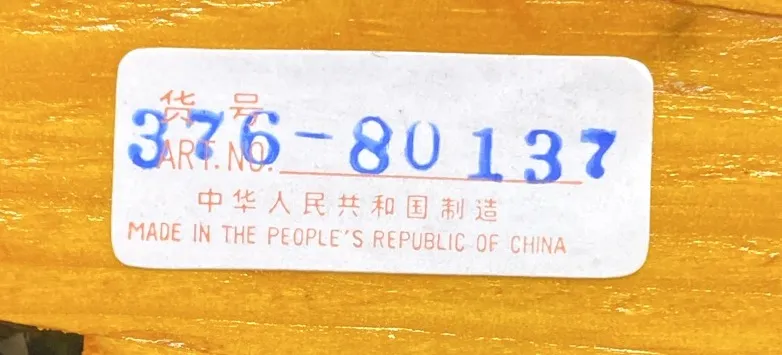 货号
376-80137
ART.NO.
中华人民共和国制造
MADE IN THE PEOPLE'S REPUBLIC OF CHINA